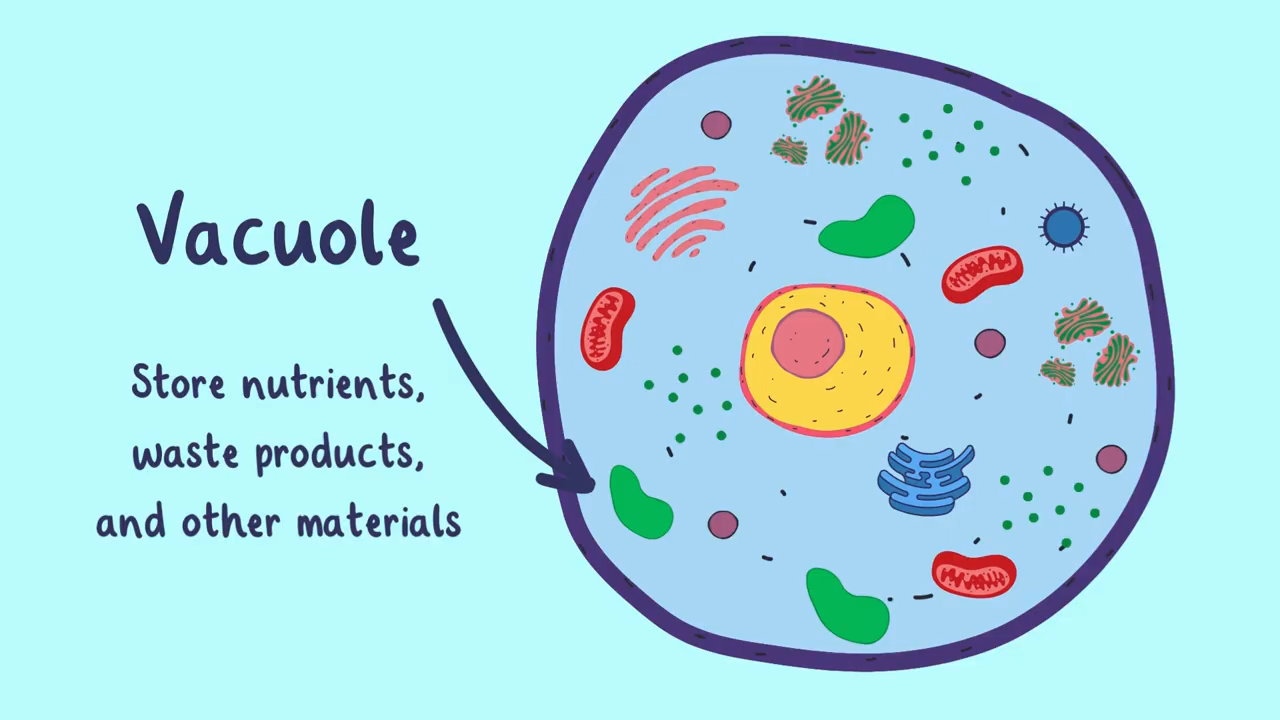 Vacuole
Store nutrients,
waste products,
and other materials